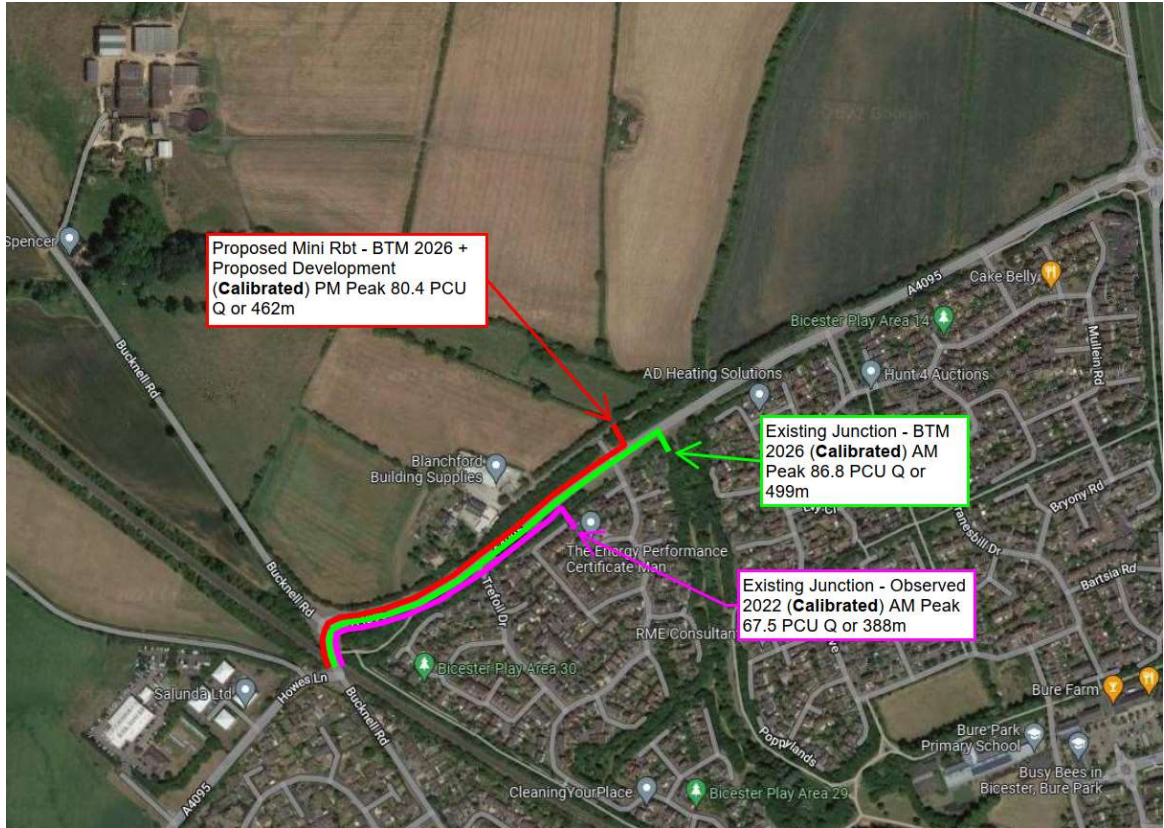 Spencer
Proposed Mini Rbt - BTM 2026 +
Proposed Development
(Calibrated) PM Peak 80.4 PCU
Q or 462m
A4095
Cake Belly
Bicester Play Area 14
Mullein Rd
Bucknell Rd
AD Heating Solutions
Hunt 4 Auctions
Existing Junction - BTM
2026 (Calibrated) AM
Peak 86.8 PCU Q or
499m
Blanchford
Building Supplies
Bryony Rd
The Energy Performance
Certificate Man
Trefoil Dr
Bartsia Rd
Existing Junction - Observed
2022 (Calibrated) AM Peak
67.5 PCU Q or 388m
Bucknell Rd
Bicester Play Area 30
Salunda Ltd
Howes Ln
Bucknell Rd
Bure Farm
Bure Park
Primary School
Busy Bees in
Bicester, Bure Park
A4095
CleaningYourPlace
Bicester Play Area 29